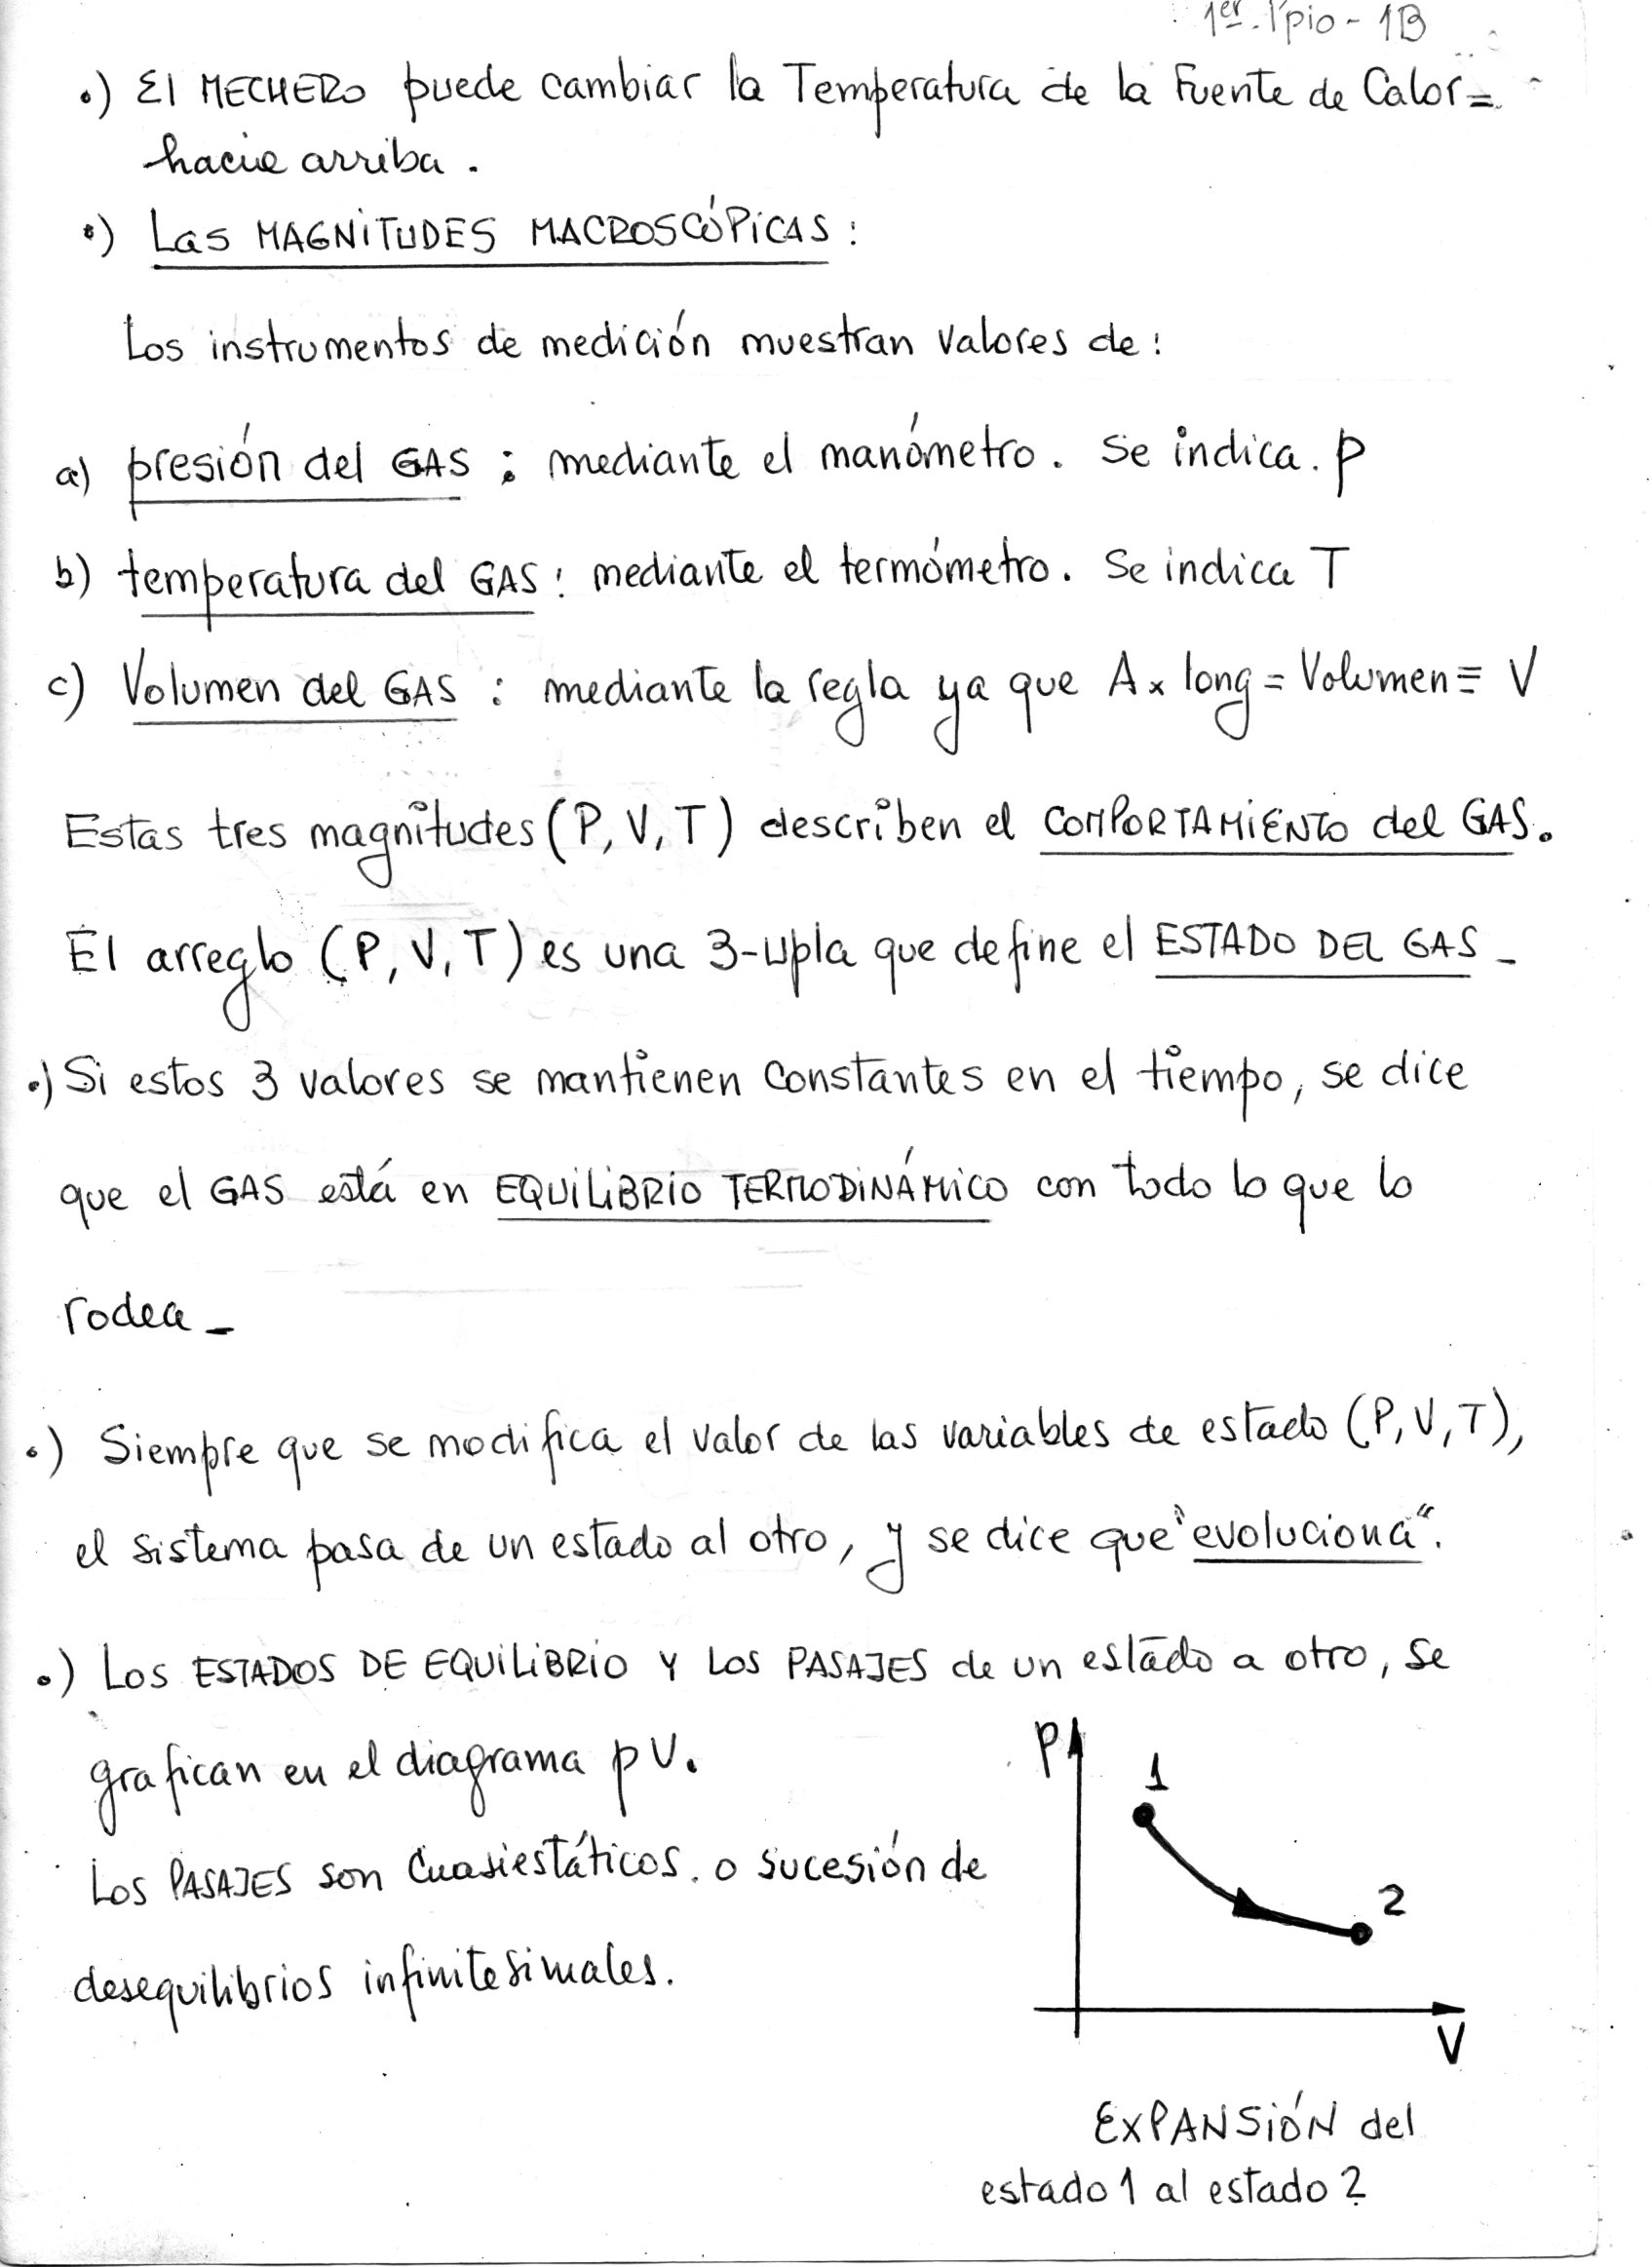 1er. P'pio - 1B
•) El MECHERO puede cambiar la Temperatura de la Fuente de Calor =
hacia arriba.
•) Las MAGNITUDES MACROSCÓPICAS:
Los instrumentos de medición muestran valores de:
a) presión del GAS: mediante el manómetro. Se indica. p
b) temperatura del GAS: mediante el termómetro. Se indica T
c) Volumen del GAS: mediante la regla ya que A x long = Volumen ≡ V
Estas tres magnitudes (P, V, T) describen el COMPORTAMIENTO del GAS.
El arreglo (P, V, T) es una 3-upla que define el ESTADO DEL GAS -
•) Si estos 3 valores se mantienen constantes en el tiempo, se dice
que el GAS está en EQUILIBRIO TERMODINÁMICO con todo lo que lo
rodea -
•) Siempre que se modifica el valor de las variables de estado (P, V, T),
el sistema pasa de un estado al otro, y se dice que "evoluciona".
•) Los ESTADOS DE EQUILIBRIO Y LOS PASAJES de un estado a otro, se
grafican en el diagrama pV.
Los PASAJES son Cuasiestáticos. o sucesión de
desequilibrios infinitesimales.
P
1
2
V
EXPANSIÓN del
estado 1 al estado 2